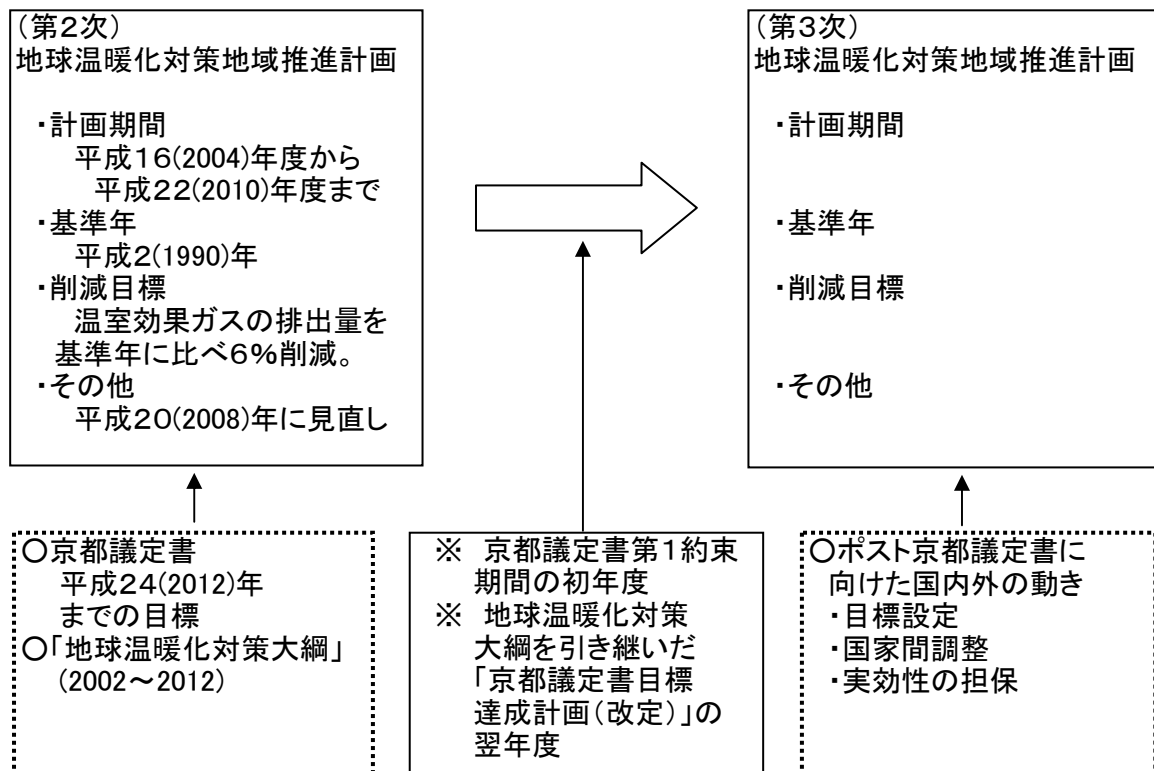 (第2次)
地球温暖化対策地域推進計画
・計画期間
平成16(2004)年度から
平成22(2010)年度まで
・基準年
平成2(1990)年
・削減目標
温室効果ガスの排出量を
基準年に比べ6%削減。
・その他
平成20(2008)年に見直し
(第3次)
地球温暖化対策地域推進計画
・計画期間
・基準年
・削減目標
・その他
○京都議定書
平成24(2012)年
までの目標
○「地球温暖化対策大綱」
(2002~2012)
※ 京都議定書第1約束
期間の初年度
※ 地球温暖化対策
大綱を引き継いだ
「京都議定書目標
達成計画(改定)」の
翌年度
○ポスト京都議定書に
向けた国内外の動き
・目標設定
・国家間調整
・実効性の担保